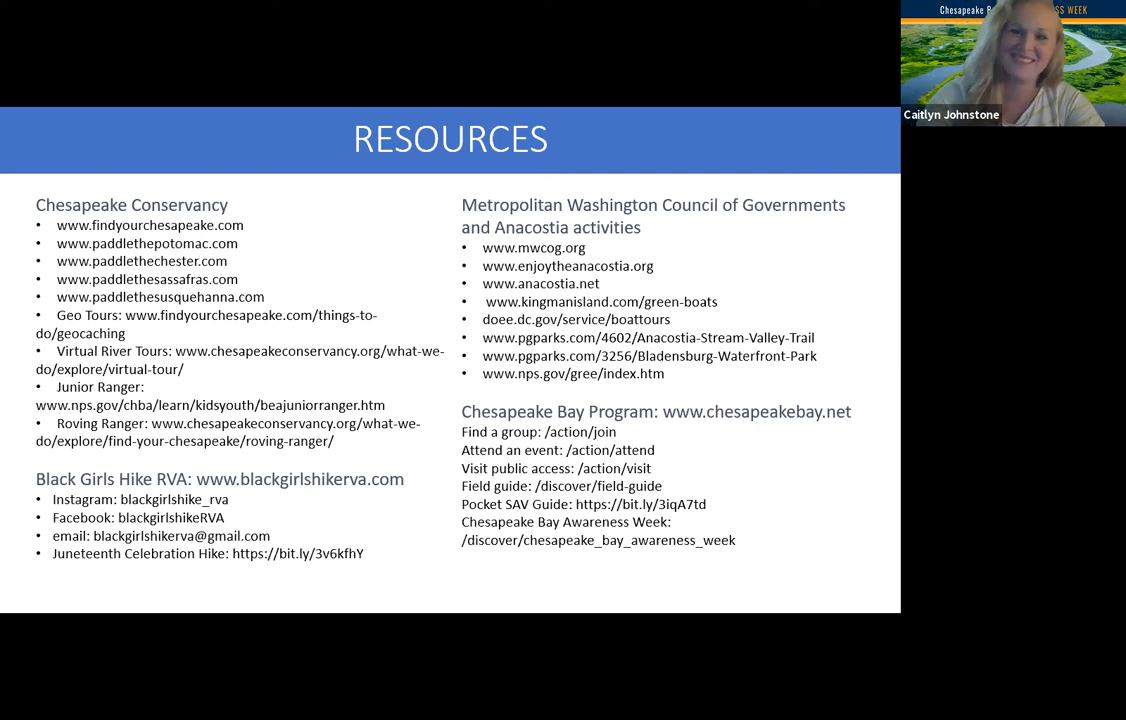 Chesapeake B
SS WEEK
Caitlyn Johnstone
RESOURCES
Chesapeake Conservancy
• www.findyourchesapeake.com
• www.paddlethepotomac.com
• www.paddlethechester.com
• www.paddlethesassafras.com
• www.paddlethesusquehanna.com
• Geo Tours: www.findyourchesapeake.com/things-to-
do/geocaching
• Virtual River Tours: www.chesapeakeconservancy.org/what-we-
do/explore/virtual-tour/
• Junior Ranger:
www.nps.gov/chba/learn/kidsyouth/beajuniorranger.htm
• Roving Ranger: www.chesapeakeconservancy.org/what-we-
do/explore/find-your-chesapeake/roving-ranger/
Black Girls Hike RVA: www.blackgirlshikerva.com
• Instagram: blackgirlshike_rva
• Facebook: blackgirlshikeRVA
• email: blackgirlshikerva@gmail.com
• Juneteenth Celebration Hike: https://bit.ly/3v6kfhY
Metropolitan Washington Council of Governments
and Anacostia activities
• www.mwcog.org
• www.enjoytheanacostia.org
• www.anacostia.net
• www.kingmanisland.com/green-boats
• doee.dc.gov/service/boattours
• www.pgparks.com/4602/Anacostia-Stream-Valley-Trail
• www.pgparks.com/3256/Bladensburg-Waterfront-Park
• www.nps.gov/gree/index.htm
Chesapeake Bay Program: www.chesapeakebay.net
Find a group: /action/join
Attend an event: /action/attend
Visit public access: /action/visit
Field guide: /discover/field-guide
Pocket SAV Guide: https://bit.ly/3iqA7td
Chesapeake Bay Awareness Week:
/discover/chesapeake_bay_awareness_week